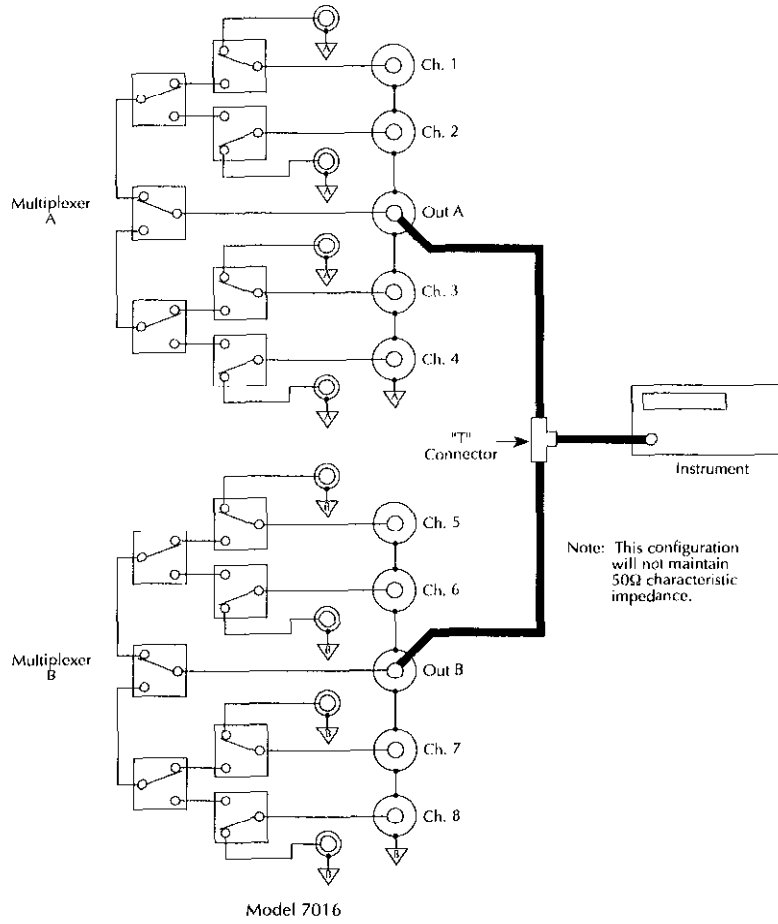 A
Ch. 1
Ch. 2
A
Multiplexer
A
Out A
A
Ch. 3
Ch. 4
A
A
"T"
Connector
Instrument
B
Ch. 5
Note: This configuration
will not maintain
50Ω characteristic
impedance.
Ch. 6
B
Multiplexer
B
Out B
B
Ch. 7
Ch. 8
B
B
Model 7016